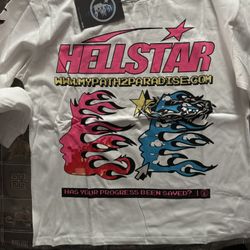 HELLSTAR
WWW.MYPATH2PARADISE.COM
HAS YOUR PROGRESS BEEN SAVED?